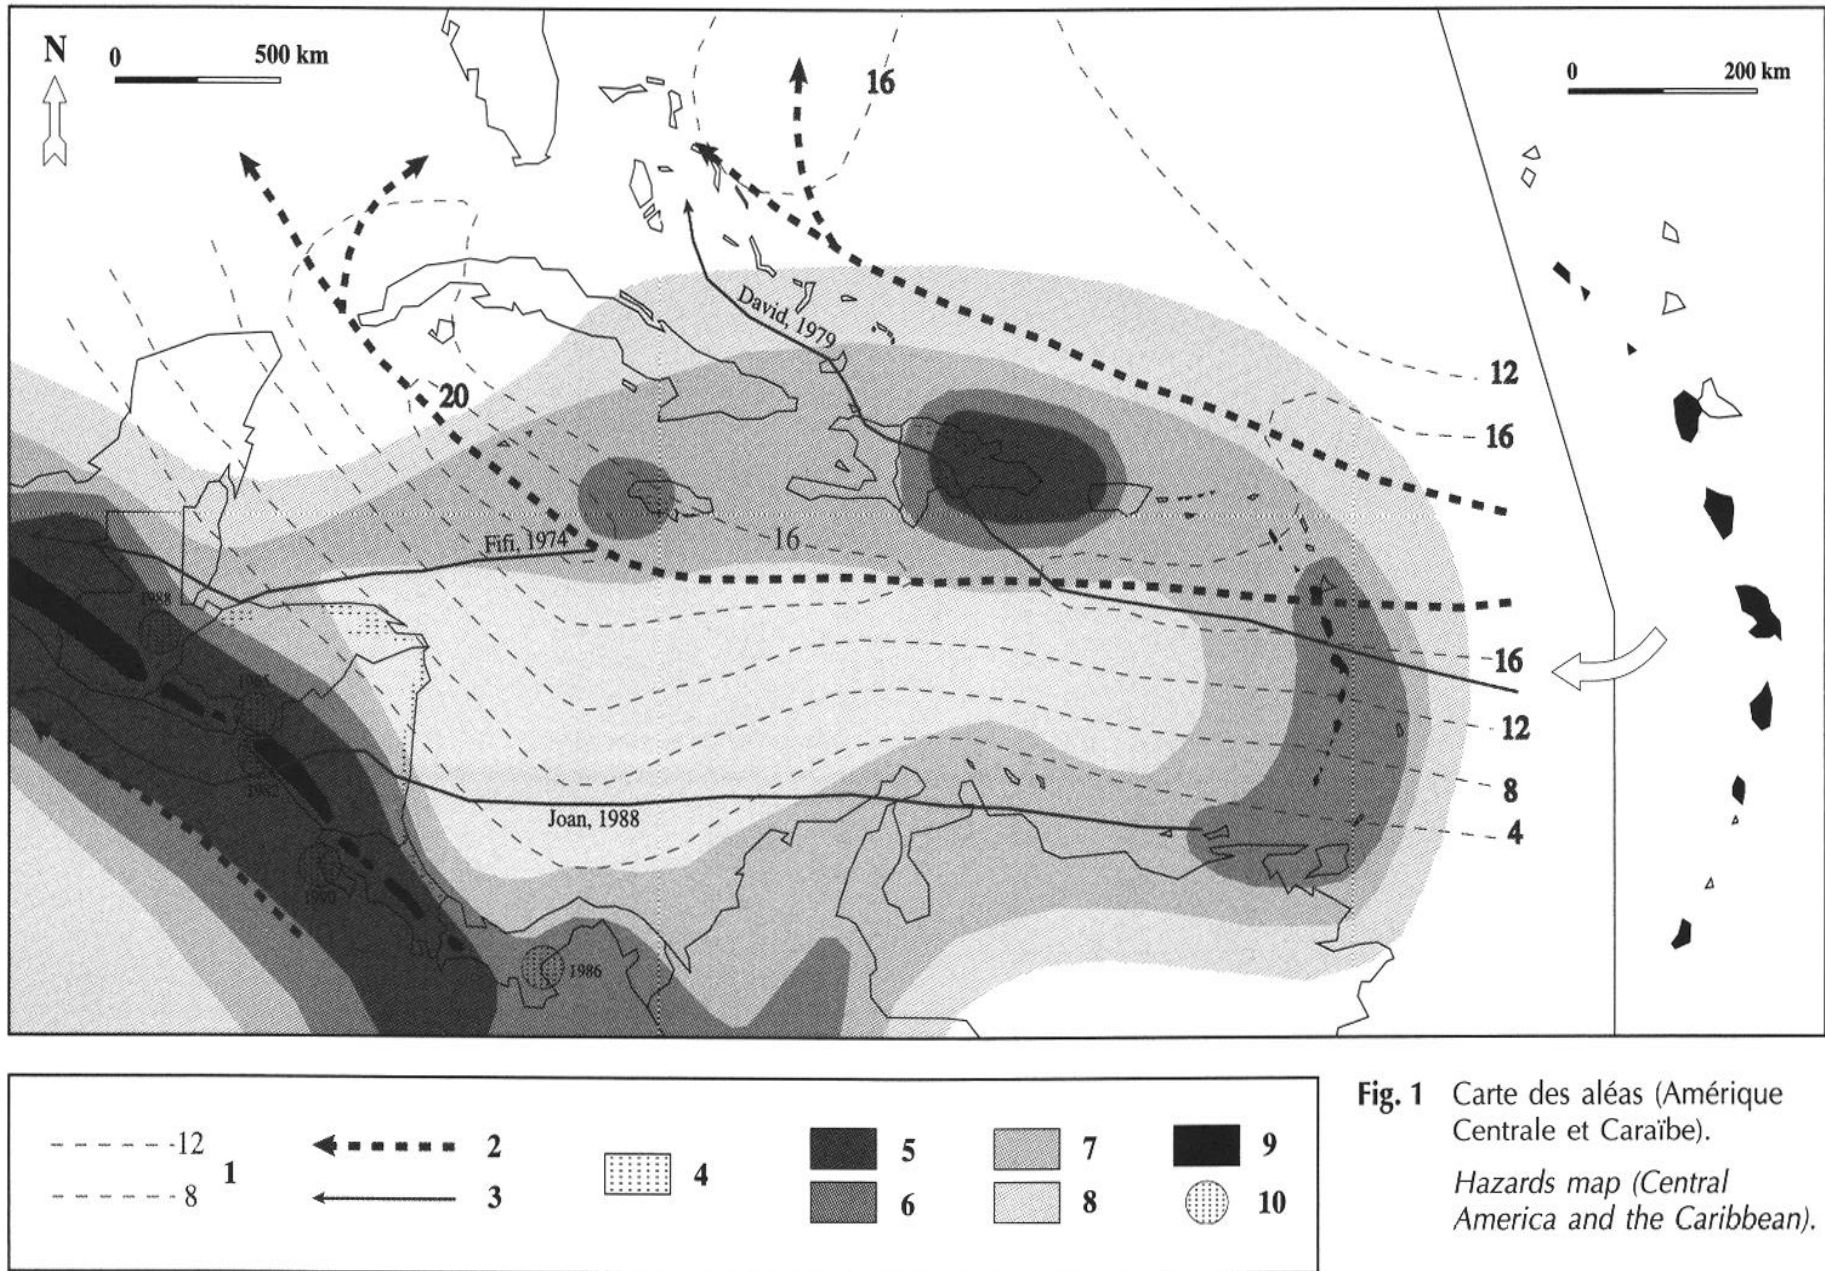 N
0 500 km
0 200 km
16
David, 1979
12
20
16
Fifi, 1974
16
1988
16
1985
12
8
1982
Joan, 1988
4
1990
1986
12
8
1
2
3
4
5
6
7
8
9
10
Fig. 1 Carte des aléas (Amérique
Centrale et Caraïbe).
Hazards map (Central
America and the Caribbean).